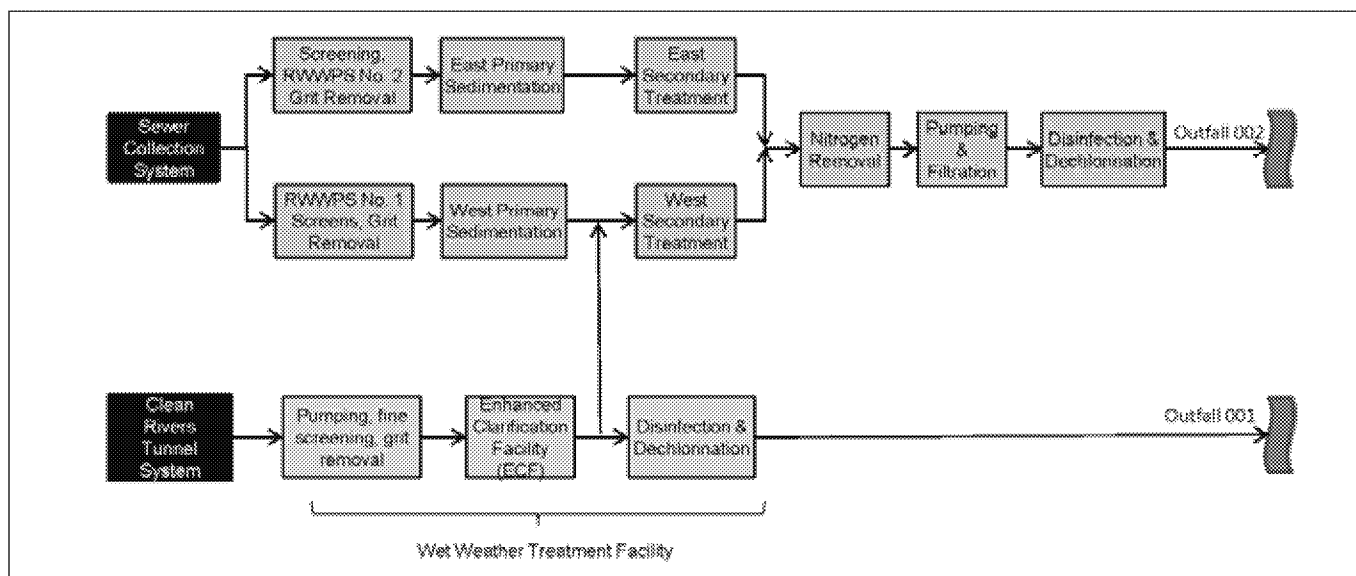 Screening,
RWWPS No. 2
Grit Removal
East Primary
Sedimentation
East
Secondary
Treatment
Sewer
Collection
System
Nitrogen
Removal
Pumping
&
Filtration
Disinfection &
Dechlorination
Outfall 002
RWWPS No. 1
Screens, Grit
Removal
West Primary
Sedimentation
West
Secondary
Treatment
Clean
Rivers
Tunnel
System
Pumping, fine
screening, grit
removal
Enhanced
Clarification
Facility
(ECF)
Disinfection &
Dechlorination
Outfall 001
Wet Weather Treatment Facility